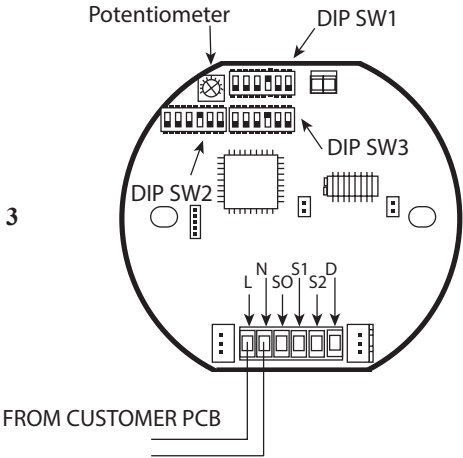 Potentiometer
DIP SW1
DIP SW3
DIP SW2
3
L N SO S1 S2 D
FROM CUSTOMER PCB